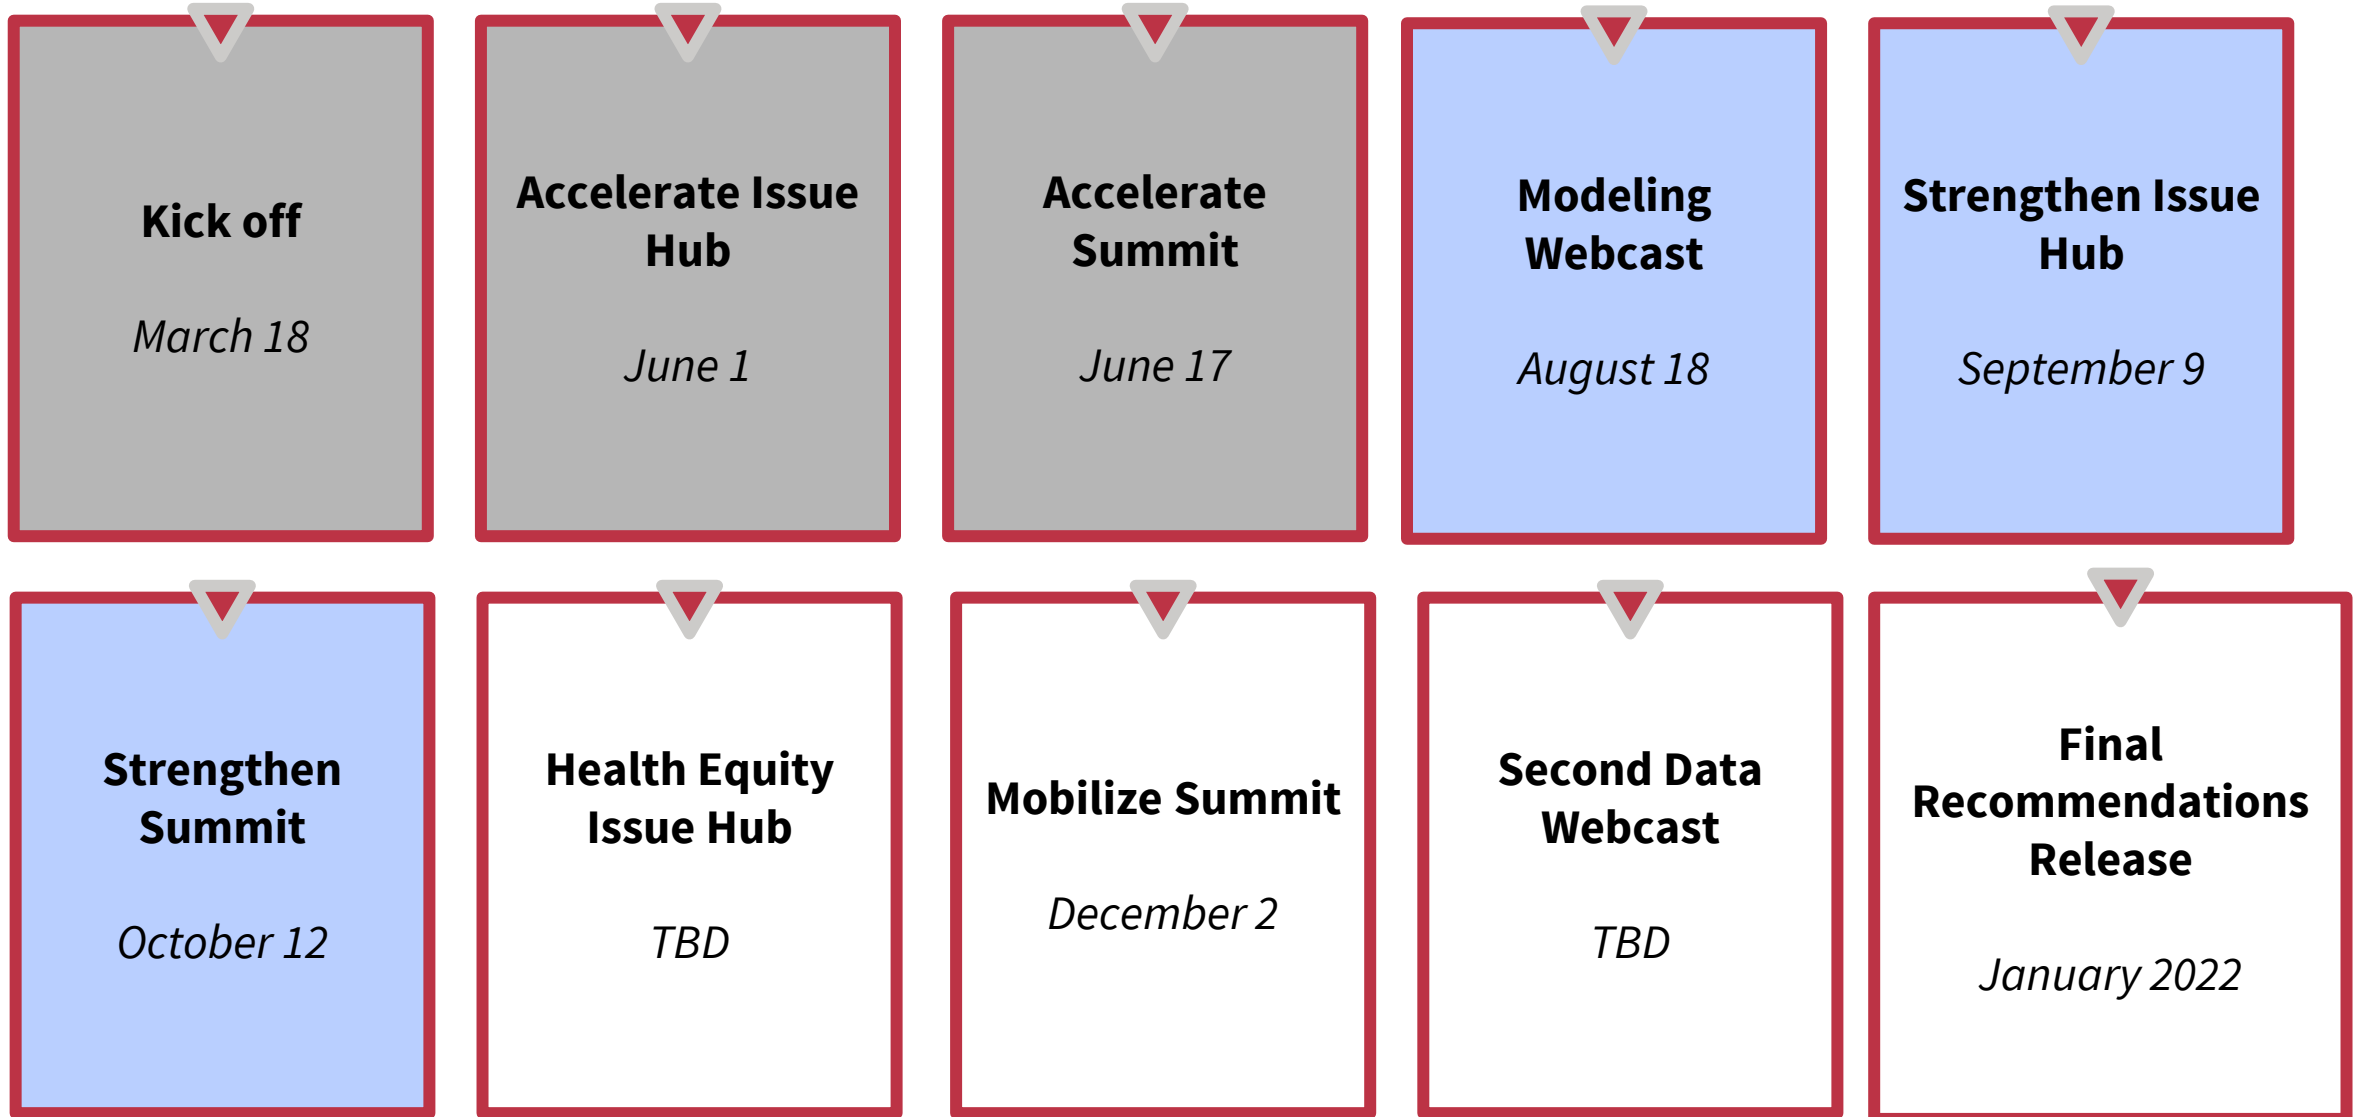 Kick off
March 18
Accelerate Issue
Hub
June 1
Accelerate
Summit
June 17
Modeling
Webcast
August 18
Strengthen Issue
Hub
September 9
Strengthen
Summit
October 12
Health Equity
Issue Hub
TBD
Mobilize Summit
December 2
Second Data
Webcast
TBD
Final
Recommendations
Release
January 2022